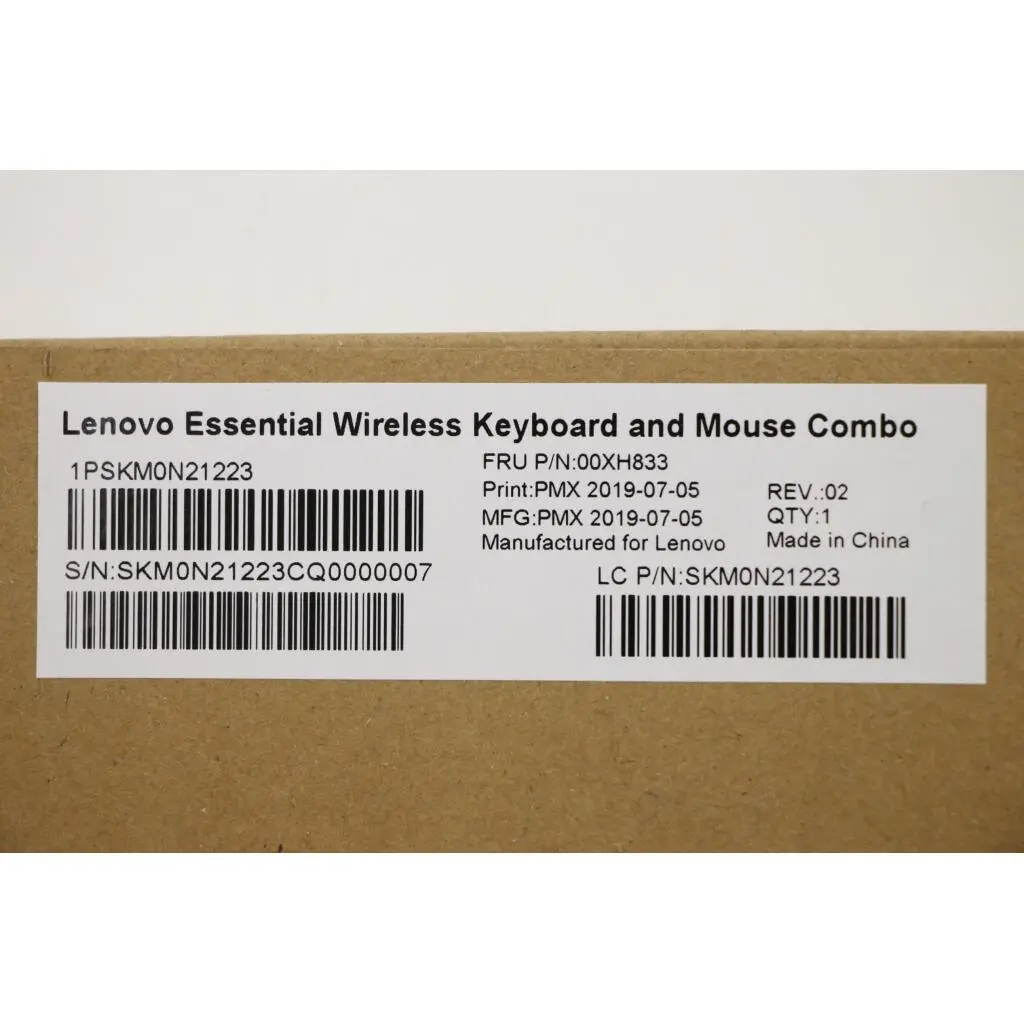 Lenovo Essential Wireless Keyboard and Mouse Combo
1PSKM0N21223
FRU P/N:00XH833
Print:PMX 2019-07-05
REV.:02
MFG:PMX 2019-07-05
QTY:1
Manufactured for Lenovo
Made in China
S/N:SKM0N21223CQ0000007
LC P/N:SKM0N21223